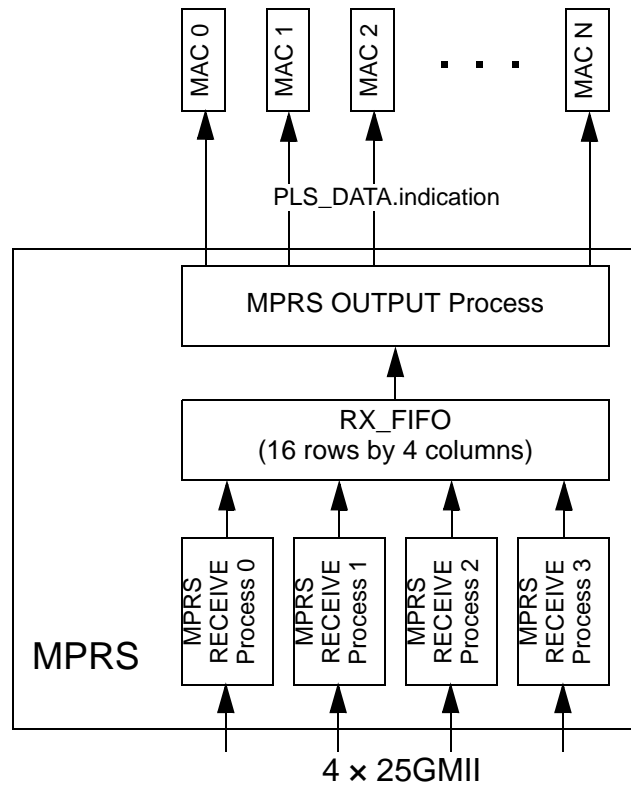 MAC 0
MAC 1
MAC 2
. . .
MAC N
PLS_DATA.indication
MPRS OUTPUT Process
RX_FIFO
(16 rows by 4 columns)
MPRS
RECEIVE
Process 0
MPRS
RECEIVE
Process 1
MPRS
RECEIVE
Process 2
MPRS
RECEIVE
Process 3
MPRS
4 × 25GMII